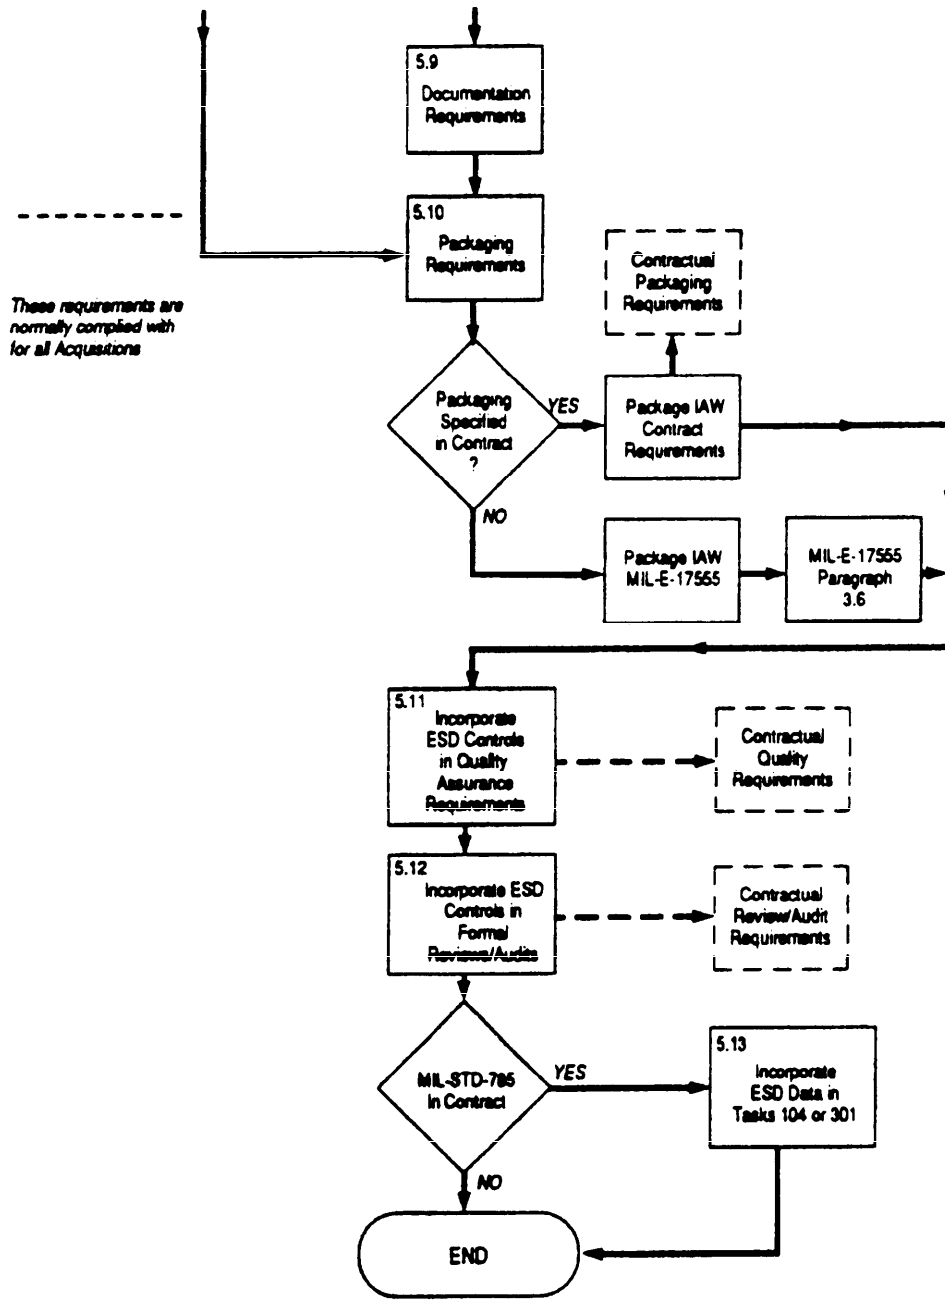 5.9
Documentation
Requirements
5.10
Packaging
Requirements
Contractual
Packaging
Requirements
These requirements are
normally complied with
for all Acquisitions
Packaging
Specified
in Contract
?
YES
Package IAW
Contract
Requirements
NO
Package IAW
MIL-E-17555
MIL-E-17555
Paragraph
3.6
5.11
Incorporate
ESD Controls
in Quality
Assurance
Requirements
Contractual
Quality
Requirements
5.12
Incorporate ESD
Controls in
Formal
Reviews/Audits
Contractual
Review/Audit
Requirements
MIL-STD-785
In Contract
YES
5.13
Incorporate
ESD Data in
Tasks 104 or 301
NO
END